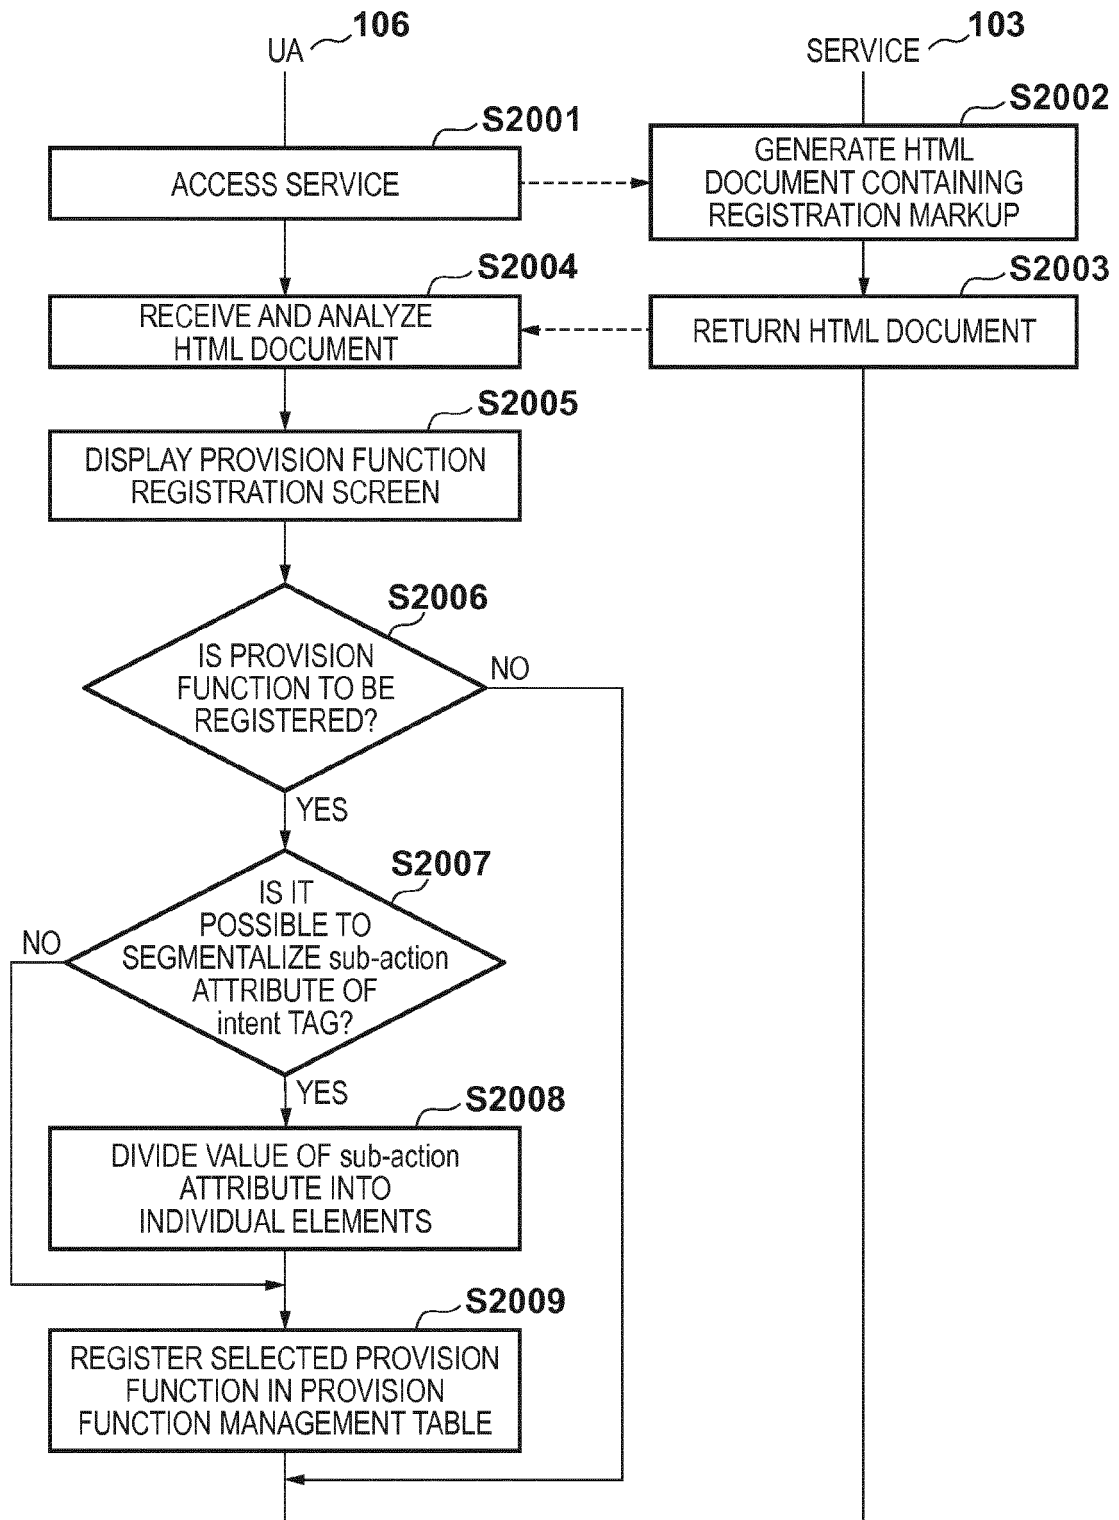 UA 106
SERVICE 103
S2001
ACCESS SERVICE
S2002
GENERATE HTML
DOCUMENT CONTAINING
REGISTRATION MARKUP
S2004
RECEIVE AND ANALYZE
HTML DOCUMENT
S2003
RETURN HTML DOCUMENT
S2005
DISPLAY PROVISION FUNCTION
REGISTRATION SCREEN
S2006
IS PROVISION
FUNCTION TO BE
REGISTERED?
NO
YES
S2007
IS IT
POSSIBLE TO
SEGMENTALIZE sub-action
ATTRIBUTE OF
intent TAG?
NO
YES
S2008
DIVIDE VALUE OF sub-action
ATTRIBUTE INTO
INDIVIDUAL ELEMENTS
S2009
REGISTER SELECTED PROVISION
FUNCTION IN PROVISION
FUNCTION MANAGEMENT TABLE